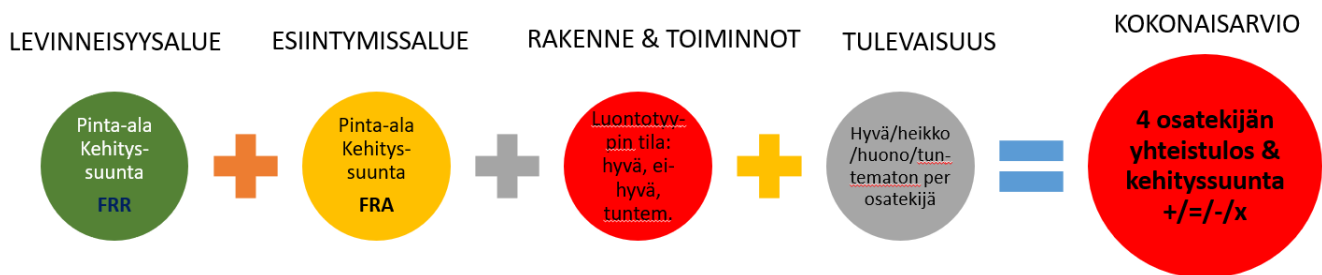 LEVINNEISYYSALUE
Pinta-ala
Kehitys-
suunta
FRR
ESIINTYMISSALUE
Pinta-ala
Kehitys-
suunta
FRA
RAKENNE & TOIMINNOT
Luontotyy-
pin tila:
hyvä, ei-
hyvä,
tuntem.
TULEVAISUUS
Hyvä/heikko
/huono/tun-
tematon per
osatekijä
KOKONAISARVIO
4 osatekijän
yhteistulos &
kehityssuunta
+/=/-/x